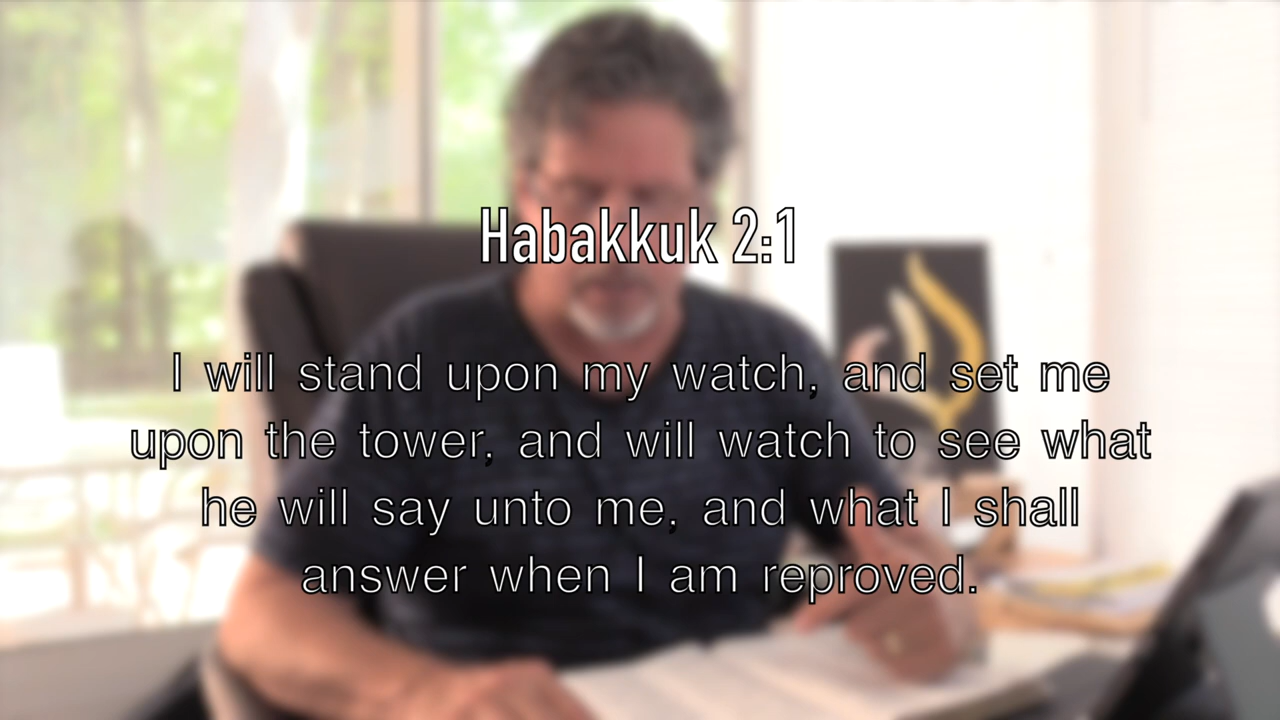 Habakkuk 2:1
I will stand upon my watch, and set me
upon the tower, and will watch to see what
he will say unto me, and what I shall
answer when I am reproved.